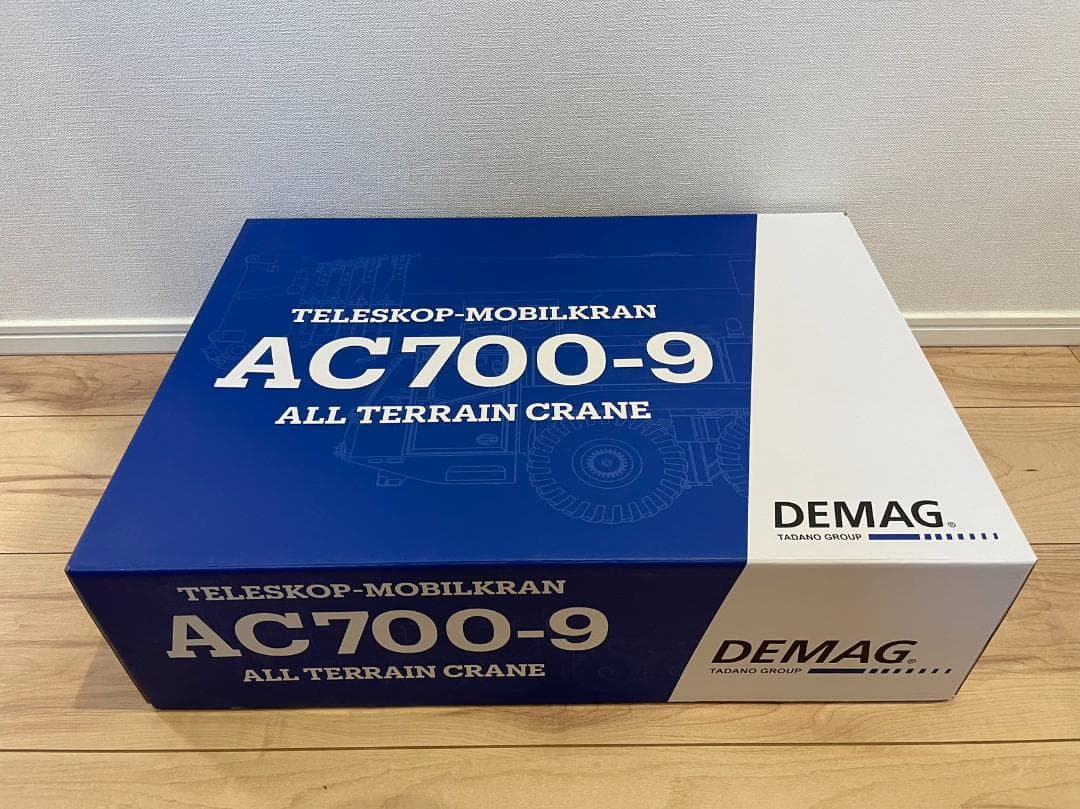 TELESKOP-MOBILKRAN
AC700-9
ALL TERRAIN CRANE
DEMAG®
TADANO GROUP
TELESKOP-MOBILKRAN
AC700-9
ALL TERRAIN CRANE
DEMAG®
TADANO GROUP